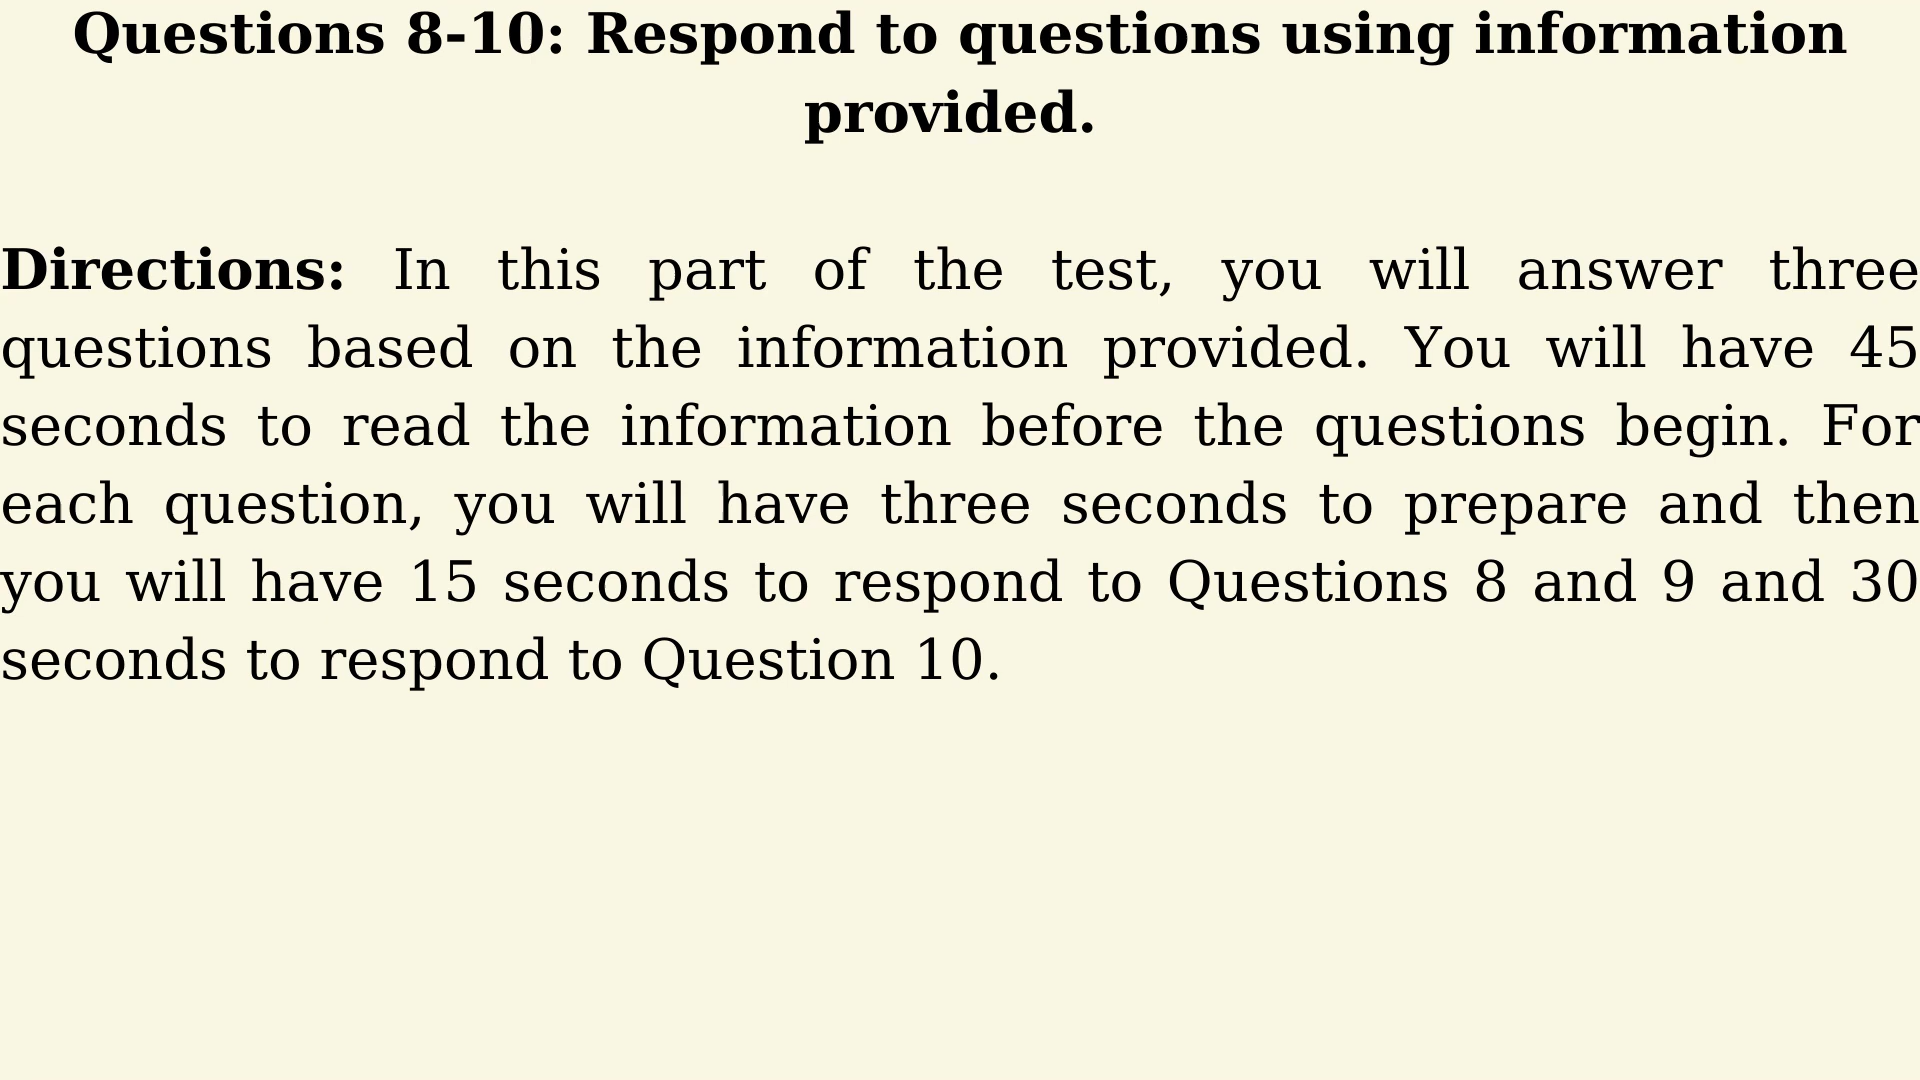 Questions 8-10: Respond to questions using information
provided.
Directions: In this part of the test, you will answer three
questions based on the information provided. You will have 45
seconds to read the information before the questions begin. For
each question, you will have three seconds to prepare and then
you will have 15 seconds to respond to Questions 8 and 9 and 30
seconds to respond to Question 10.